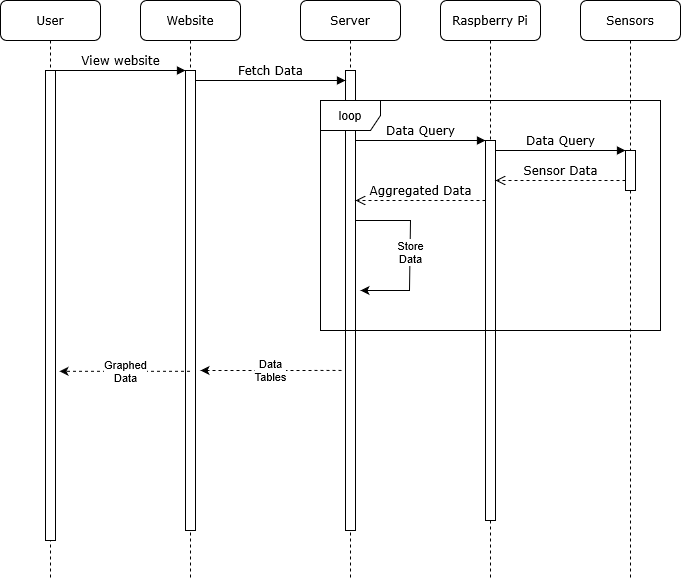 User
Website
Server
Raspberry Pi
Sensors
View website
Fetch Data
loop
Data Query
Data Query
Sensor Data
Aggregated Data
Store
Data
Graphed
Data
Data
Tables